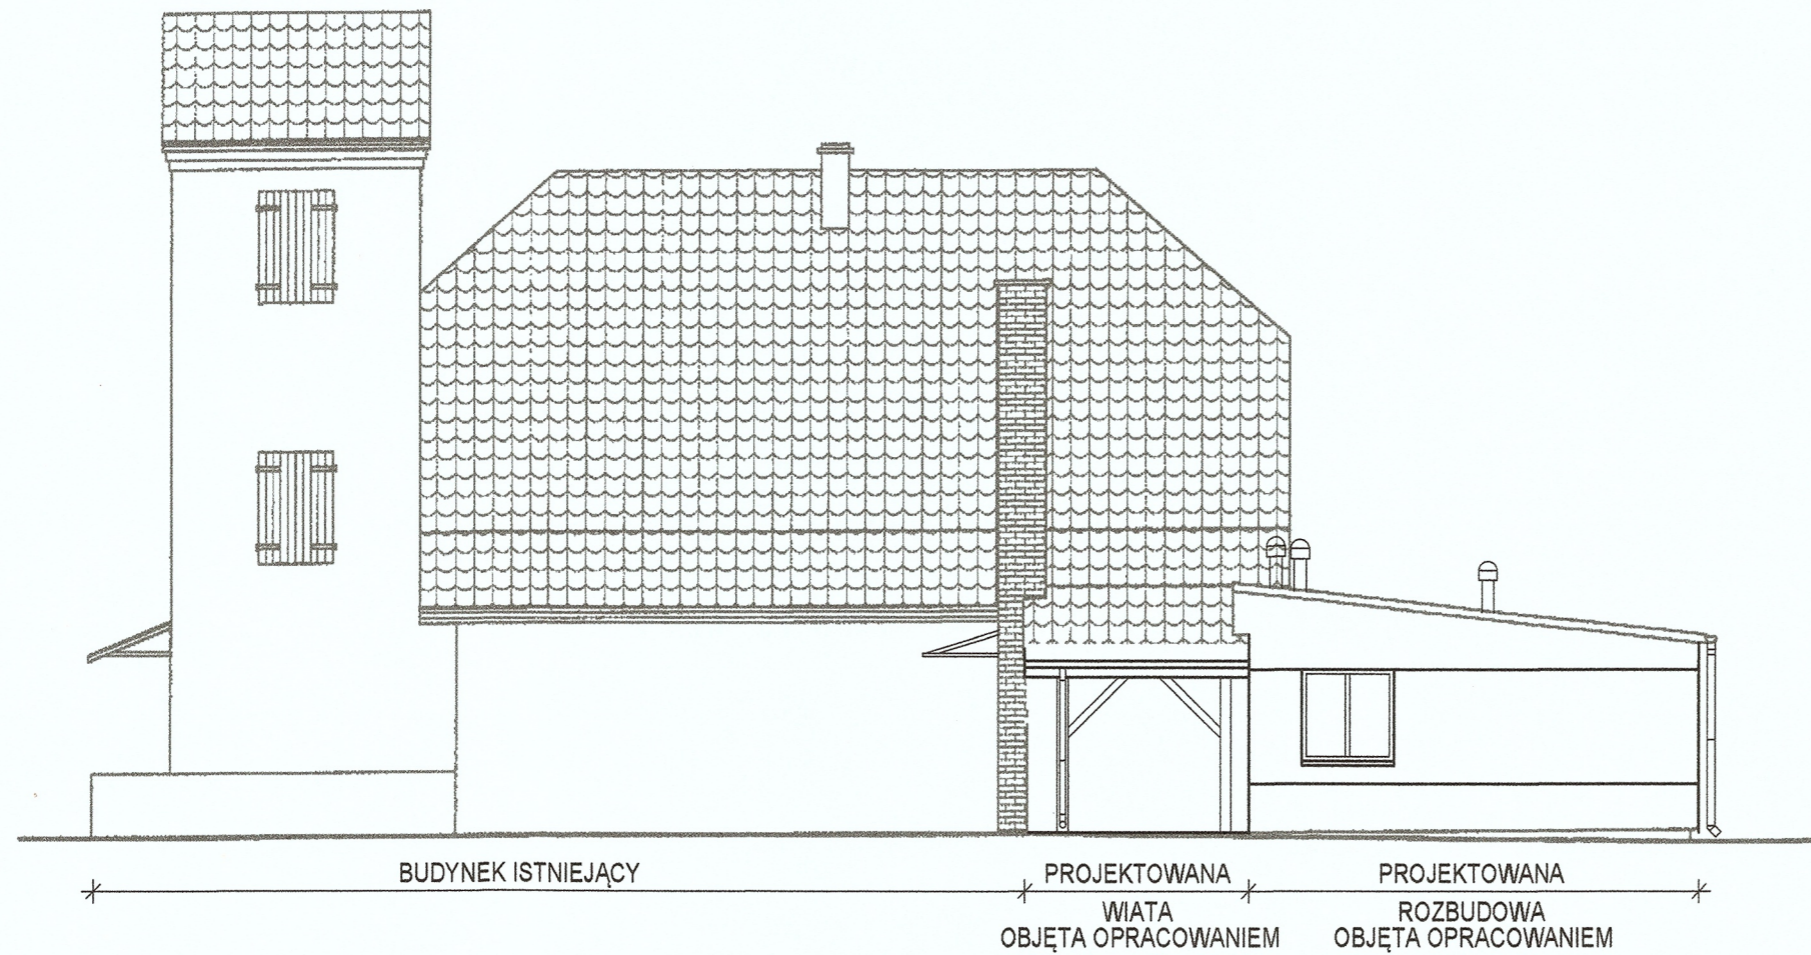 BUDYNEK ISTNIEJĄCY
PROJEKTOWANA
WIATA
OBJĘTA OPRACOWANIEM
PROJEKTOWANA
ROZBUDOWA
OBJĘTA OPRACOWANIEM